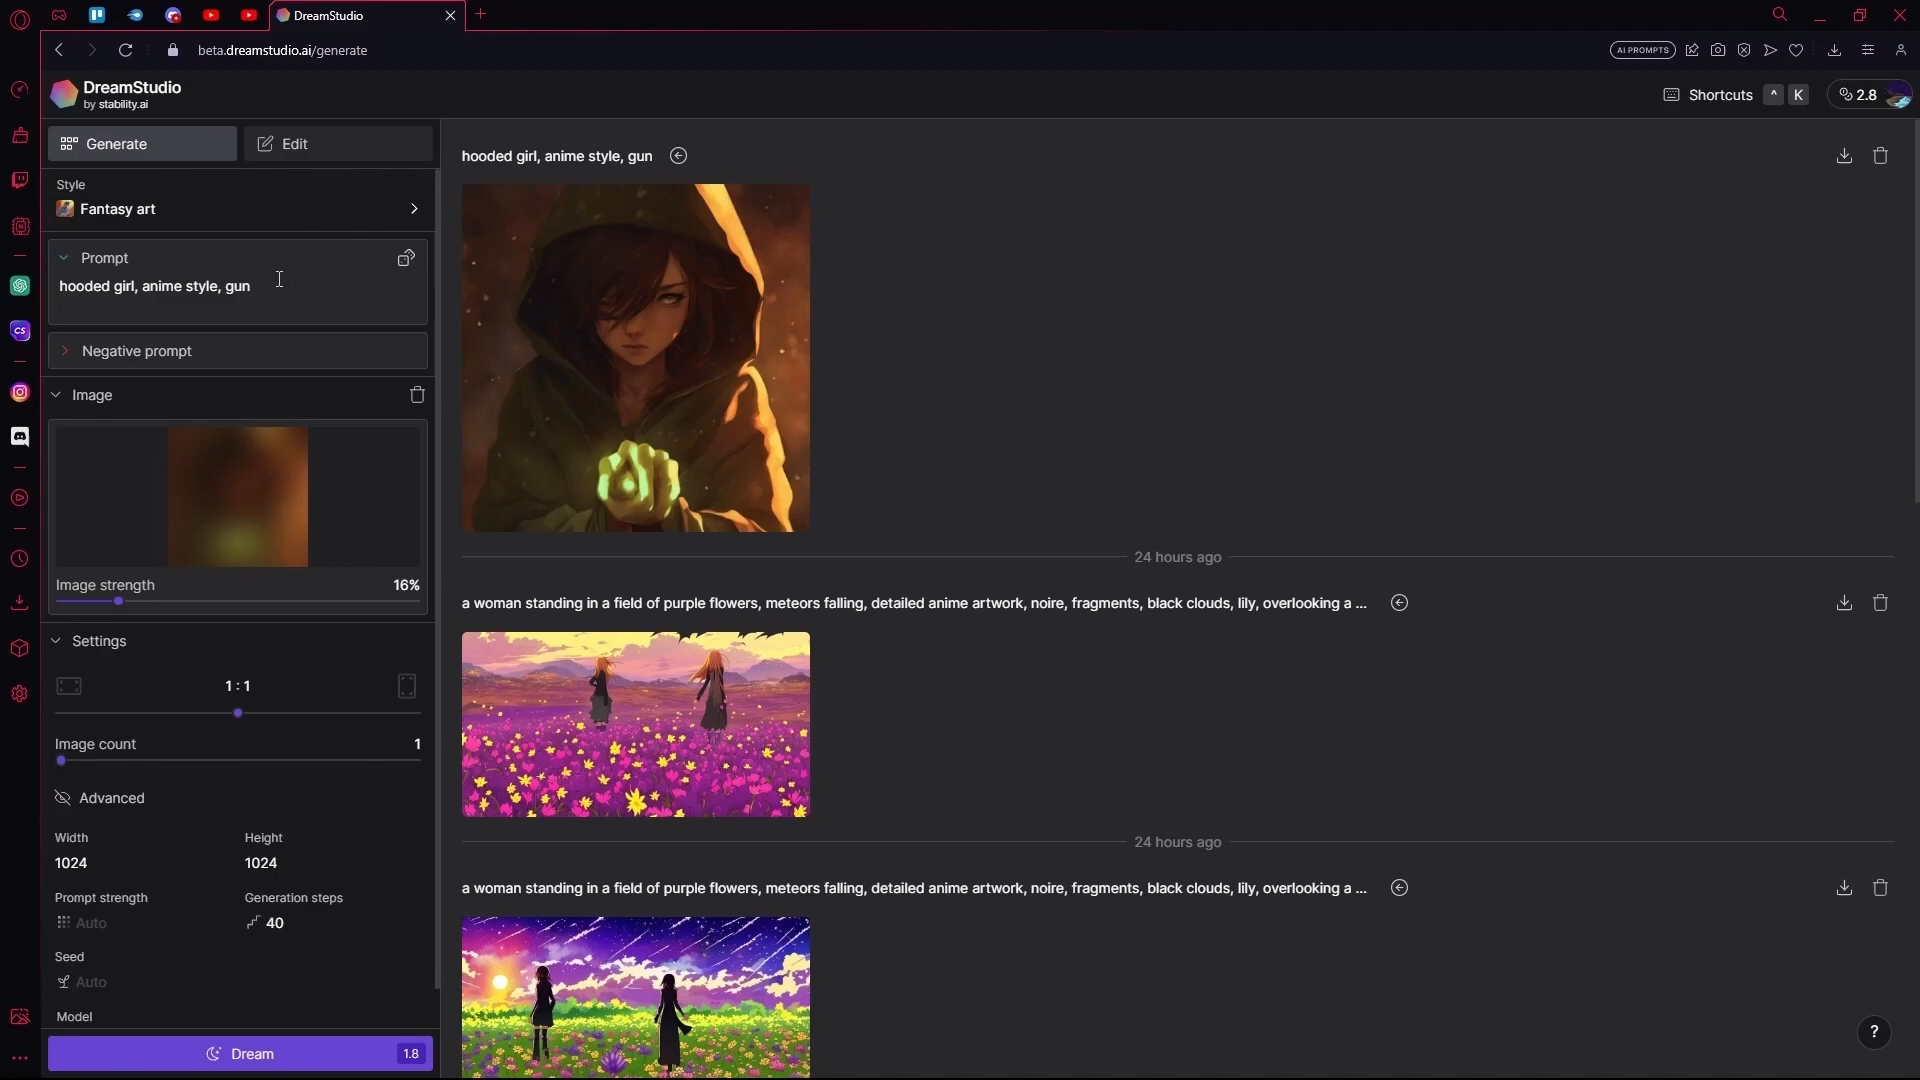 DreamStudio
beta.dreamstudio.ai/generate
AI PROMPTS
DreamStudio
by stability.ai
Shortcuts
^
K
2.8
Generate
Edit
Style
Fantasy art
Prompt
hooded girl, anime style, gun
Negative prompt
Image
Image strength
16%
Settings
1 : 1
Image count
1
Advanced
Width
Height
1024
1024
Prompt strength
Generation steps
Auto
40
Seed
Auto
Model
Dream
1.8
CS
hooded girl, anime style, gun
24 hours ago
a woman standing in a field of purple flowers, meteors falling, detailed anime artwork, noire, fragments, black clouds, lily, overlooking a ...
24 hours ago
a woman standing in a field of purple flowers, meteors falling, detailed anime artwork, noire, fragments, black clouds, lily, overlooking a ...
?